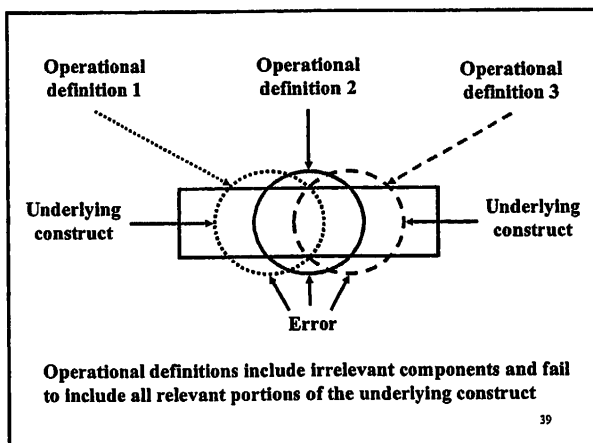 Operational
definition 1
Operational
definition 2
Operational
definition 3
Underlying
construct
Underlying
construct
Error
Operational definitions include irrelevant components and fail
to include all relevant portions of the underlying construct
39